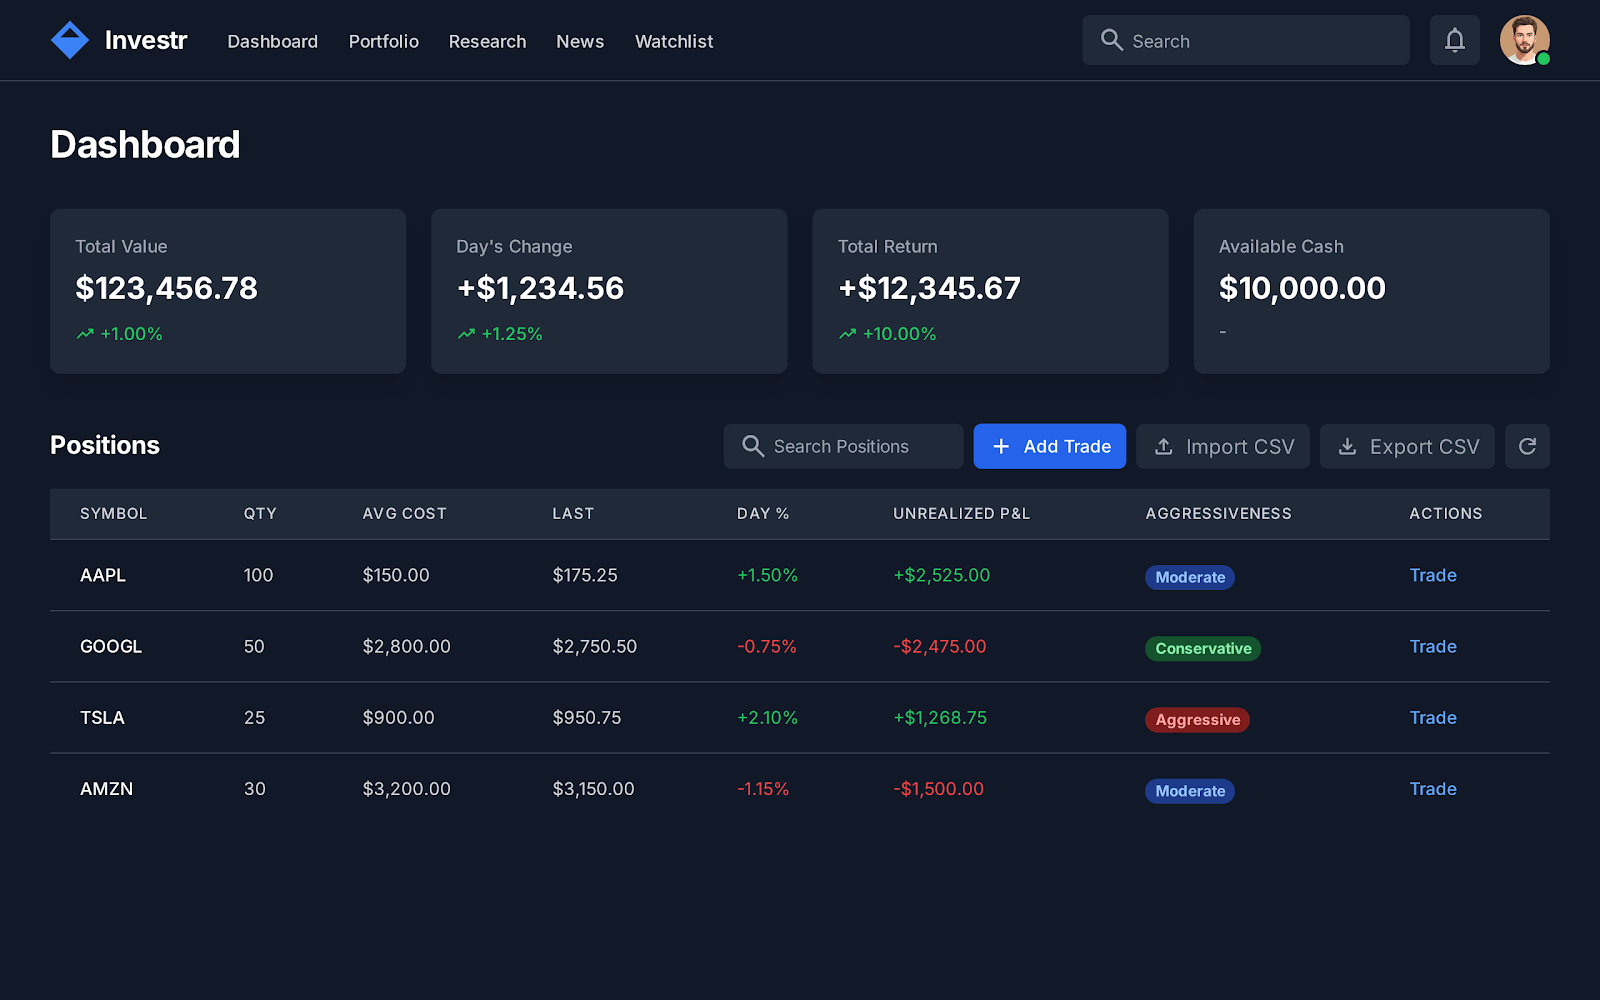 Investr Dashboard Portfolio Research News Watchlist Search
Dashboard
Total Value Day's Change Total Return Available Cash
$123,456.78 +$1,234.56 +$12,345.67 $10,000.00
+1.00% +1.25% +10.00% -
Positions Search Positions + Add Trade Import CSV Export CSV
SYMBOL QTY AVG COST LAST DAY % UNREALIZED P&L AGGRESSIVENESS ACTIONS
AAPL 100 $150.00 $175.25 +1.50% +$2,525.00 Moderate Trade
GOOGL 50 $2,800.00 $2,750.50 -0.75% -$2,475.00 Conservative Trade
TSLA 25 $900.00 $950.75 +2.10% +$1,268.75 Aggressive Trade
AMZN 30 $3,200.00 $3,150.00 -1.15% -$1,500.00 Moderate Trade